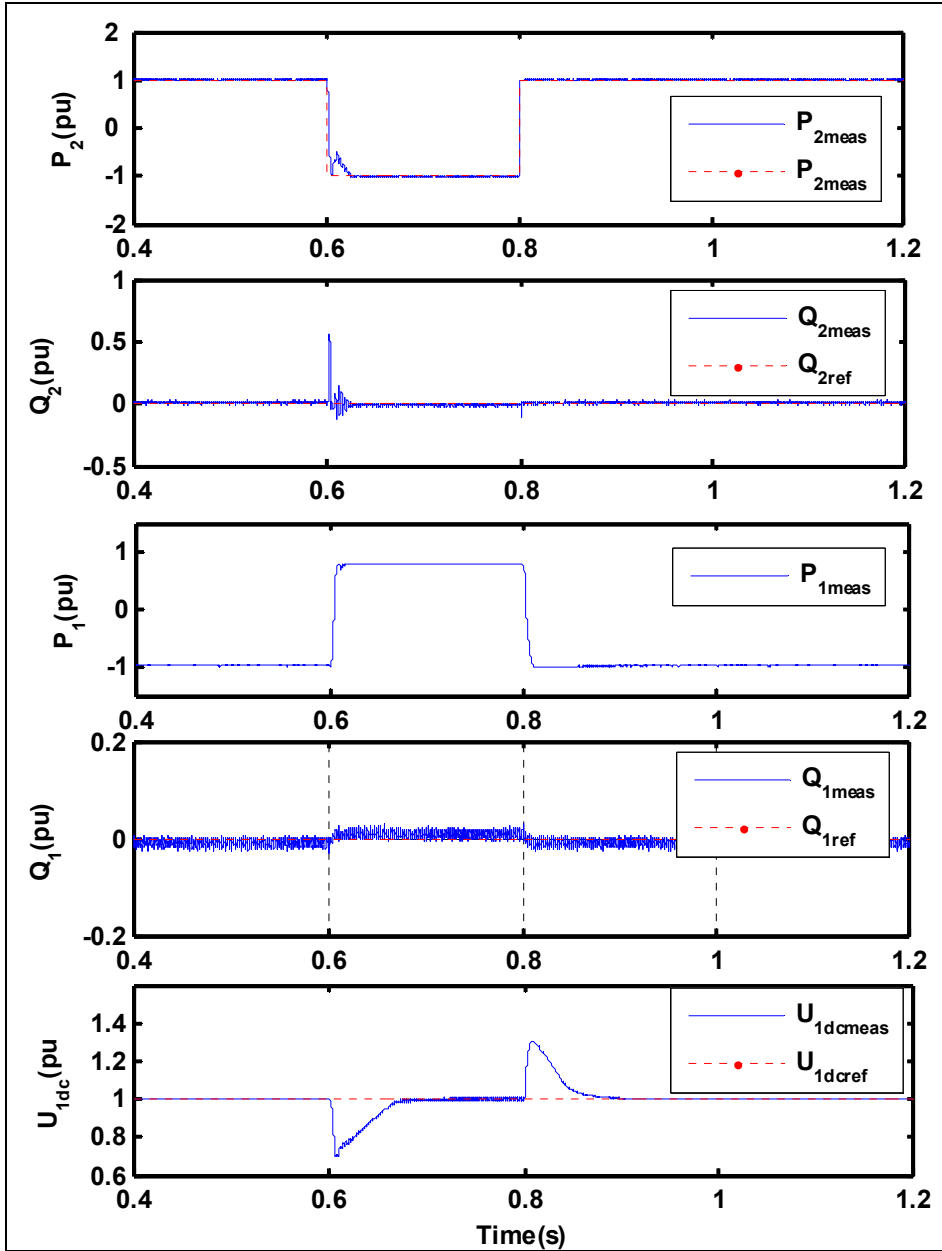 2
1
0
-1
-2
P2(pu)
P2meas
P2meas
0.4 0.6 0.8 1 1.2
1
0.5
0
-0.5
Q2(pu)
Q2meas
Q2ref
0.4 0.6 0.8 1 1.2
1
0
-1
P1(pu)
P1meas
0.4 0.6 0.8 1 1.2
0.2
0
-0.2
Q1(pu)
Q1meas
Q1ref
0.4 0.6 0.8 1 1.2
1.4
1.2
1
0.8
0.6
U1dc(pu
U1dcmeas
U1dcref
0.4 0.6 0.8 1 1.2
Time(s)